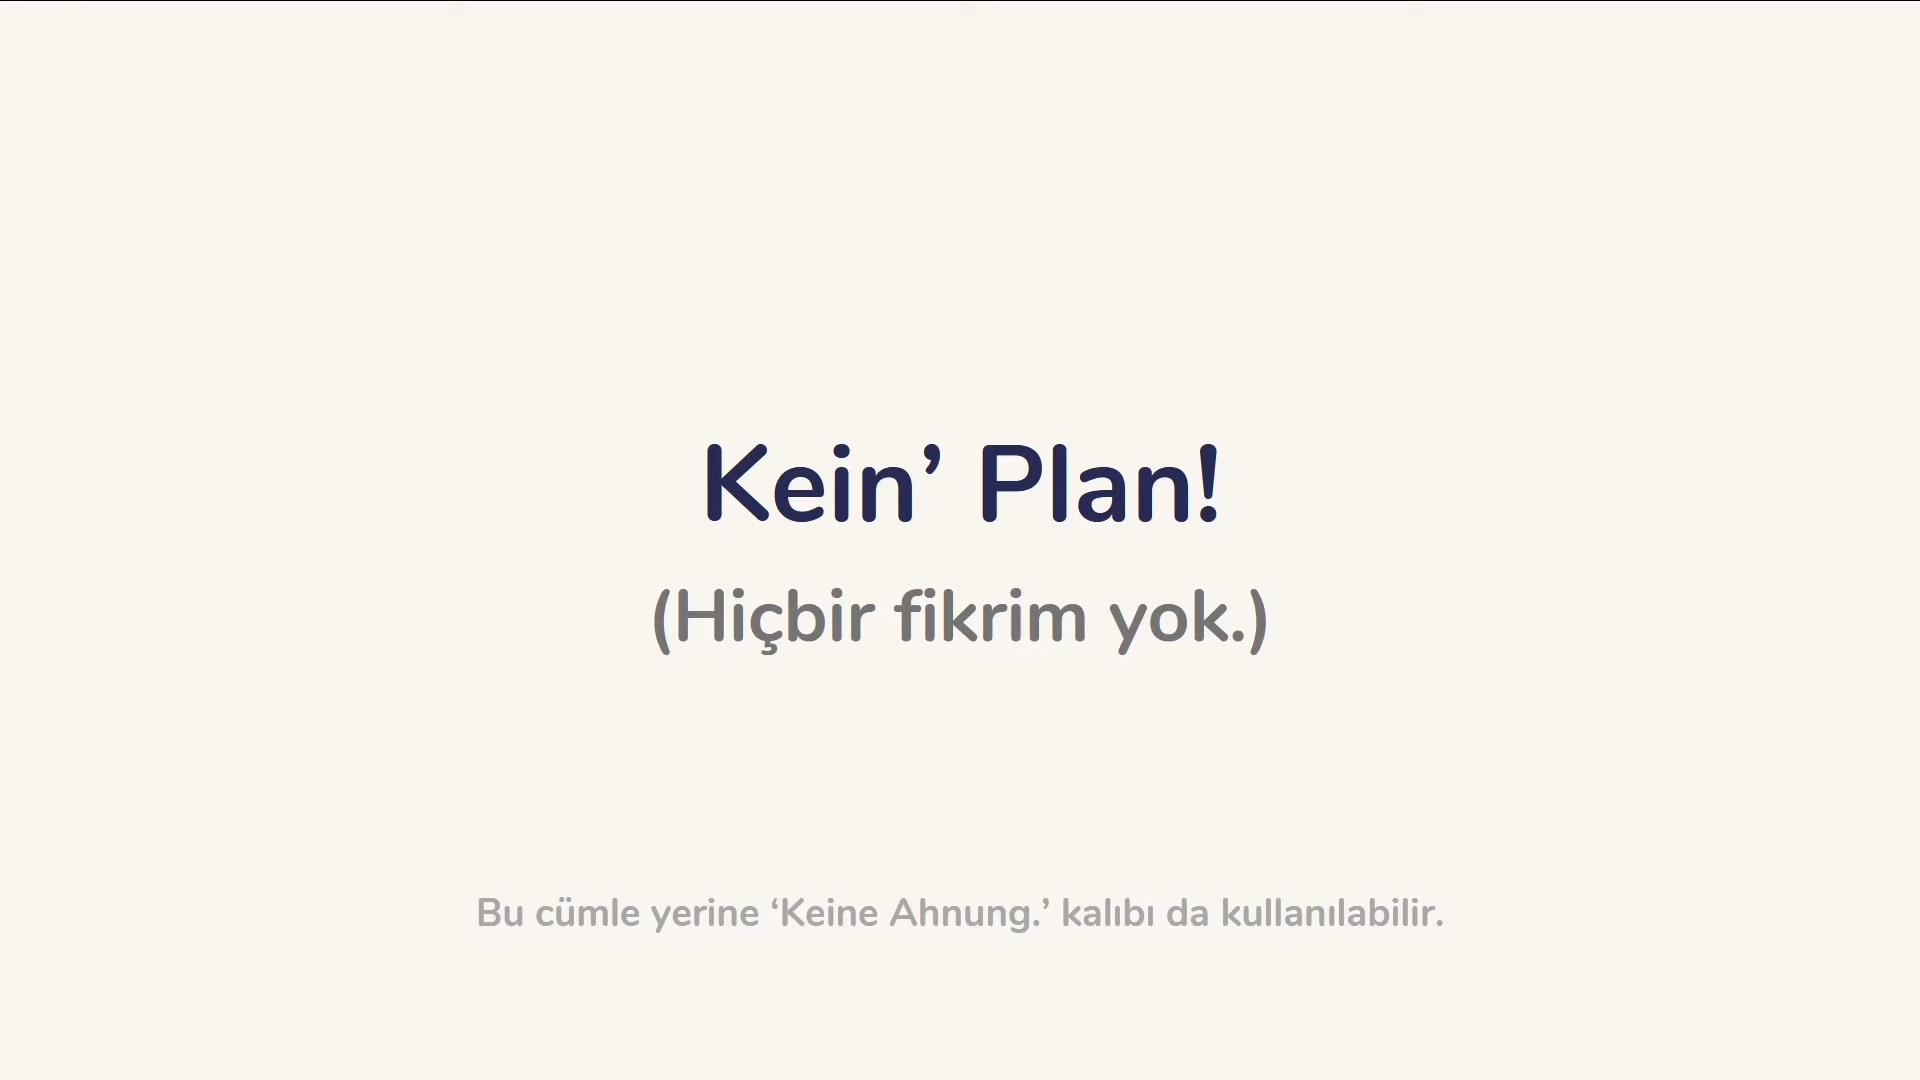 Kein’ Plan!
(Hiçbir fikrim yok.)
Bu cümle yerine ‘Keine Ahnung.’ kalıbı da kullanılabilir.